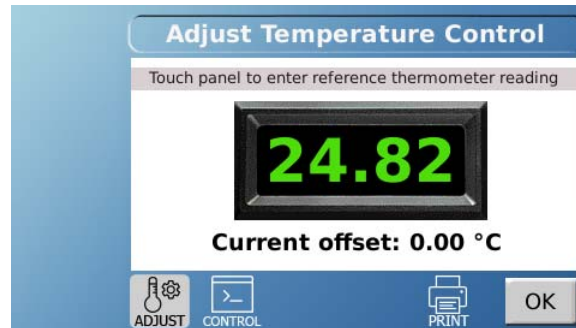 Adjust Temperature Control
Touch panel to enter reference thermometer reading
24.82
Current offset: 0.00 °C
>_
ADJUST CONTROL PRINT OK